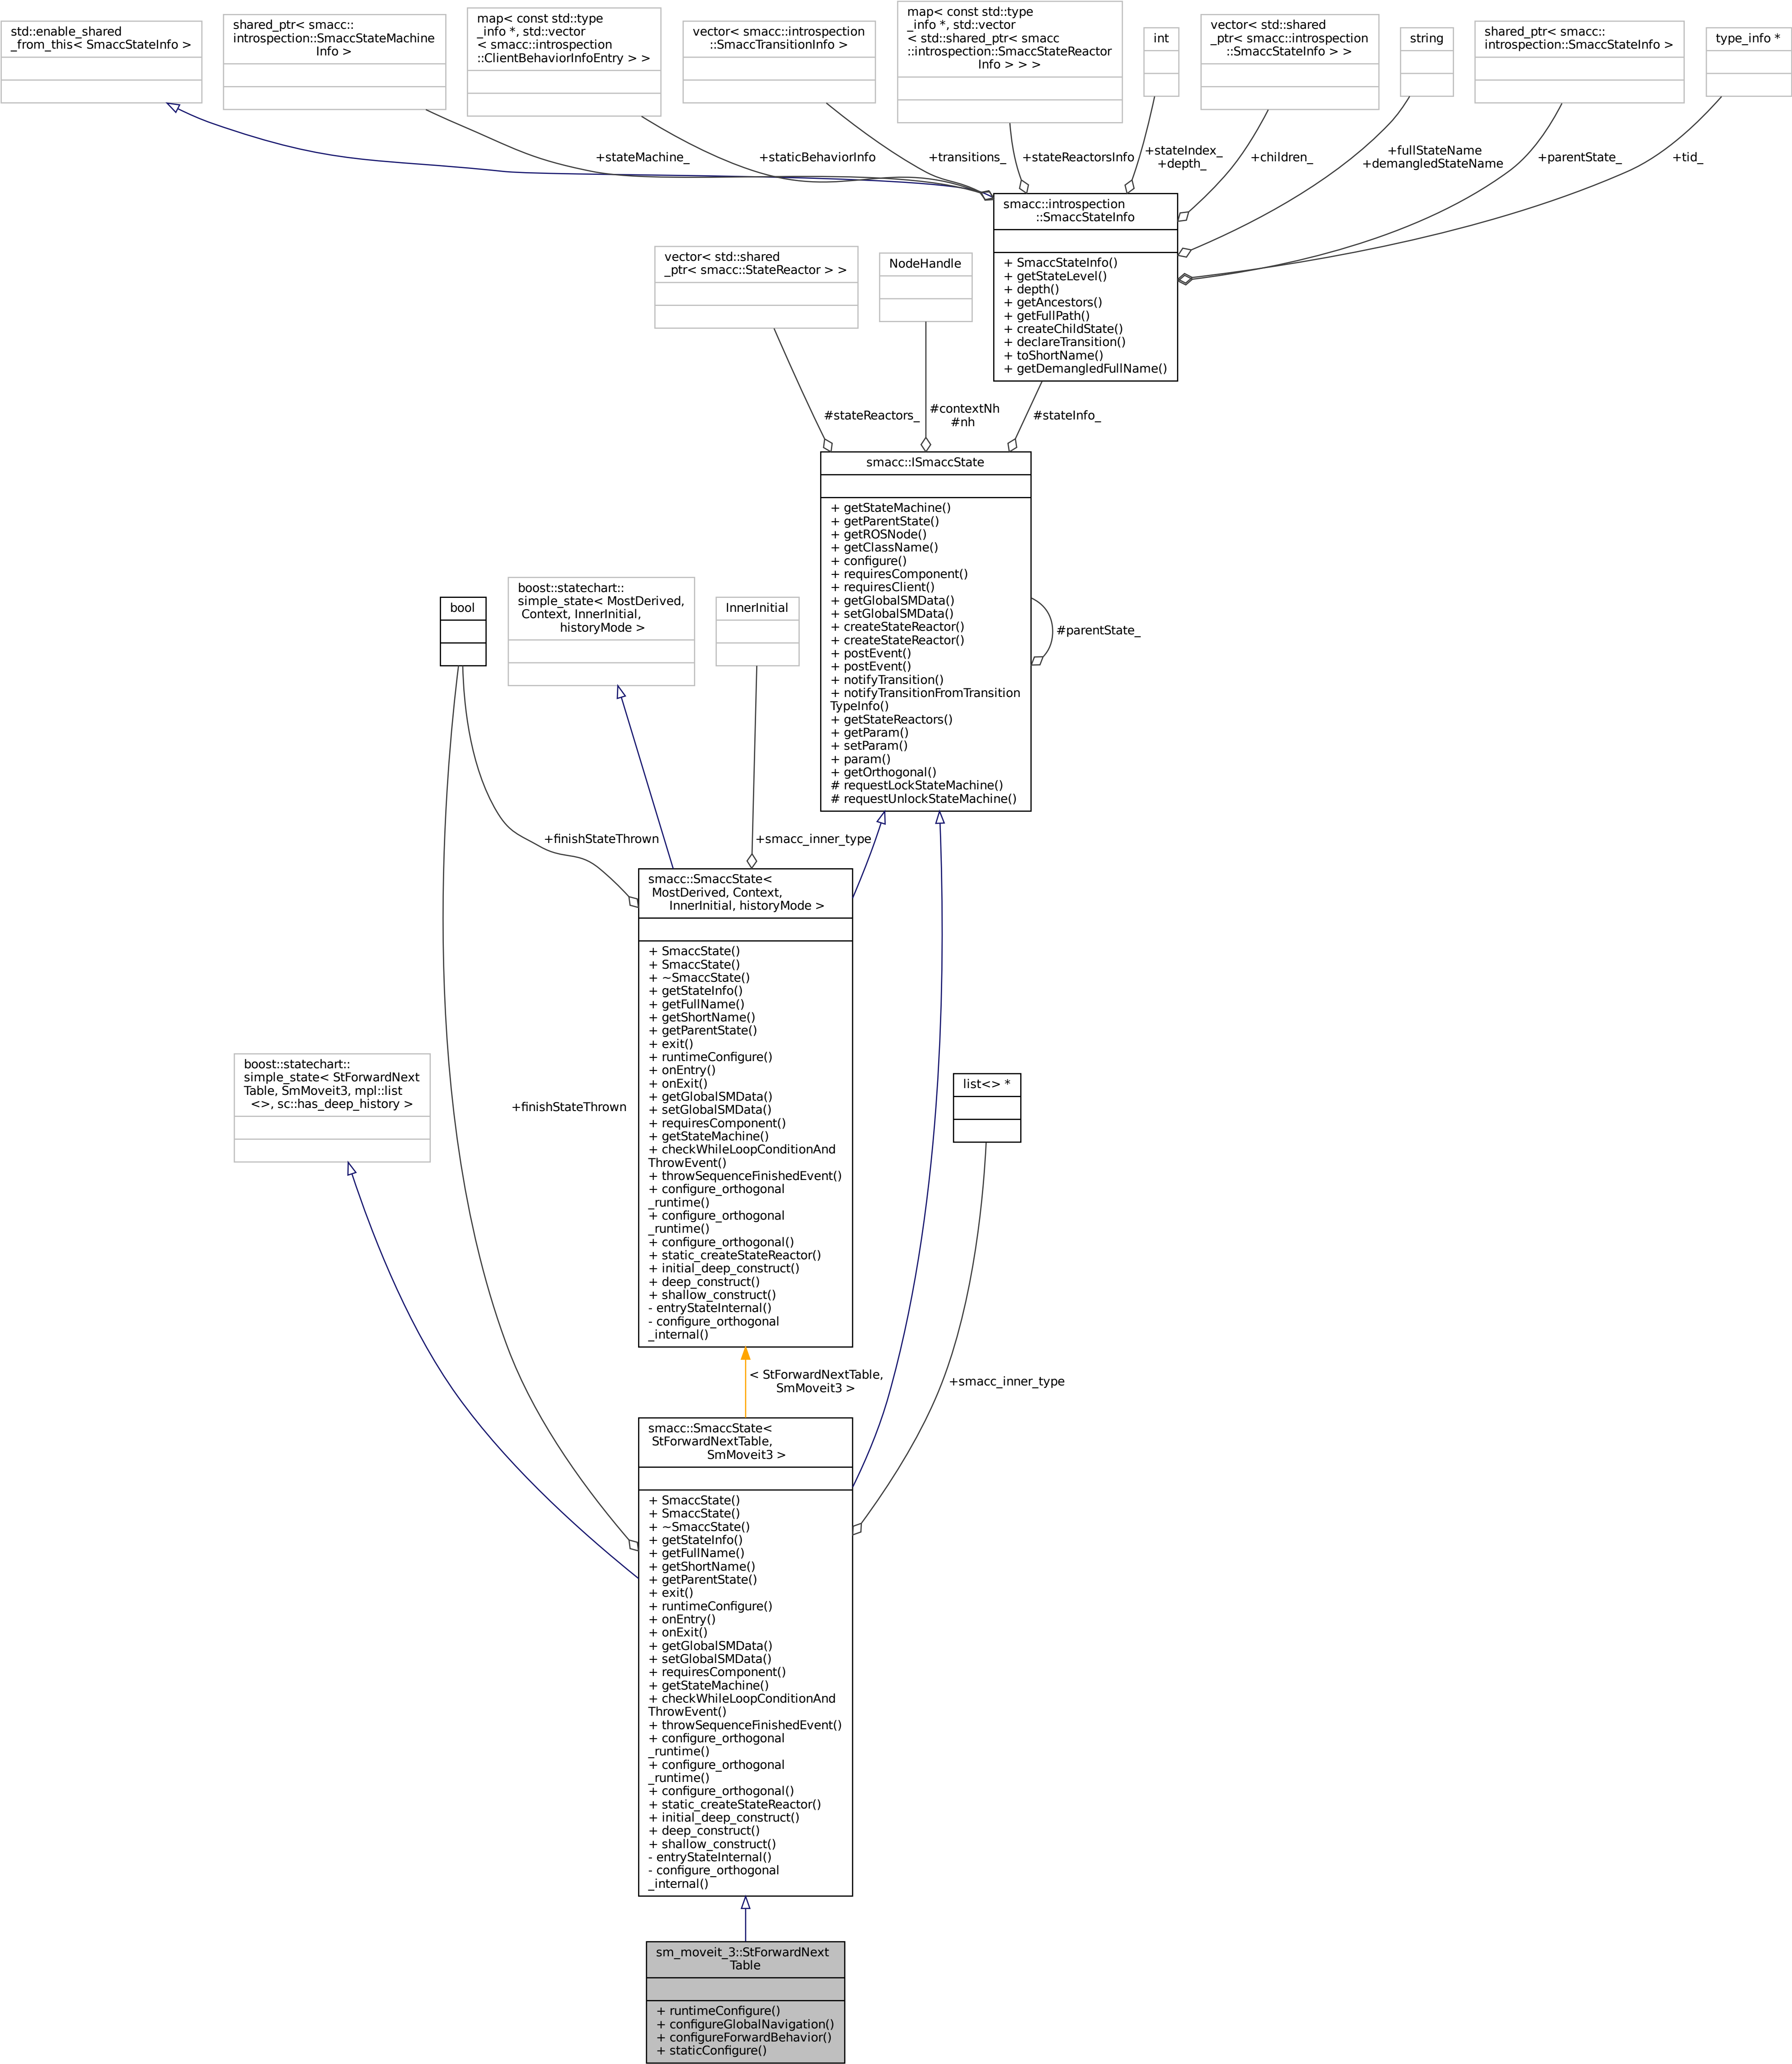 std::enable_shared
_from_this< SmaccStateInfo >
shared_ptr< smacc::
introspection::SmaccStateMachine
Info >
map< const std::type
_info *, std::vector
< smacc::introspection
::ClientBehaviorInfoEntry > >
vector< smacc::introspection
::SmaccTransitionInfo >
map< const std::type
_info *, std::vector
< std::shared_ptr< smacc
::introspection::SmaccStateReactor
Info > > >
int
vector< std::shared
_ptr< smacc::introspection
::SmaccStateInfo > >
string
shared_ptr< smacc::
introspection::SmaccStateInfo >
type_info *
+stateMachine_
+staticBehaviorInfo
+transitions_
+stateReactorsInfo
+stateIndex_
+depth_
+children_
+fullStateName
+demangledStateName
+parentState_
+tid_
smacc::introspection
::SmaccStateInfo
+ SmaccStateInfo()
+ getStateLevel()
+ depth()
+ getAncestors()
+ getFullPath()
+ createChildState()
+ declareTransition()
+ toShortName()
+ getDemangledFullName()
vector< std::shared
_ptr< smacc::StateReactor > >
NodeHandle
#stateReactors_
#contextNh
#nh
#stateInfo_
smacc::ISmaccState
+ getStateMachine()
+ getParentState()
+ getROSNode()
+ getClassName()
+ configure()
+ requiresComponent()
+ requiresClient()
+ getGlobalSMData()
+ setGlobalSMData()
+ createStateReactor()
+ createStateReactor()
+ postEvent()
+ postEvent()
+ notifyTransition()
+ notifyTransitionFromTransition
TypeInfo()
+ getStateReactors()
+ getParam()
+ setParam()
+ param()
+ getOrthogonal()
# requestLockStateMachine()
# requestUnlockStateMachine()
#parentState_
bool
boost::statechart::
simple_state< MostDerived,
Context, InnerInitial,
historyMode >
InnerInitial
+finishStateThrown
+smacc_inner_type
smacc::SmaccState<
MostDerived, Context,
InnerInitial, historyMode >
+ SmaccState()
+ SmaccState()
+ ~SmaccState()
+ getStateInfo()
+ getFullName()
+ getShortName()
+ getParentState()
+ exit()
+ runtimeConfigure()
+ onEntry()
+ onExit()
+ getGlobalSMData()
+ setGlobalSMData()
+ requiresComponent()
+ getStateMachine()
+ checkWhileLoopConditionAnd
ThrowEvent()
+ throwSequenceFinishedEvent()
+ configure_orthogonal
_runtime()
+ configure_orthogonal
_runtime()
+ configure_orthogonal()
+ static_createStateReactor()
+ initial_deep_construct()
+ deep_construct()
+ shallow_construct()
- entryStateInternal()
- configure_orthogonal
_internal()
boost::statechart::
simple_state< StForwardNext
Table, SmMoveit3, mpl::list
<>, sc::has_deep_history >
+finishStateThrown
list<> *
< StForwardNextTable,
SmMoveit3 >
+smacc_inner_type
smacc::SmaccState<
StForwardNextTable,
SmMoveit3 >
+ SmaccState()
+ SmaccState()
+ ~SmaccState()
+ getStateInfo()
+ getFullName()
+ getShortName()
+ getParentState()
+ exit()
+ runtimeConfigure()
+ onEntry()
+ onExit()
+ getGlobalSMData()
+ setGlobalSMData()
+ requiresComponent()
+ getStateMachine()
+ checkWhileLoopConditionAnd
ThrowEvent()
+ throwSequenceFinishedEvent()
+ configure_orthogonal
_runtime()
+ configure_orthogonal
_runtime()
+ configure_orthogonal()
+ static_createStateReactor()
+ initial_deep_construct()
+ deep_construct()
+ shallow_construct()
- entryStateInternal()
- configure_orthogonal
_internal()
sm_moveit_3::StForwardNext
Table
+ runtimeConfigure()
+ configureGlobalNavigation()
+ configureForwardBehavior()
+ staticConfigure()